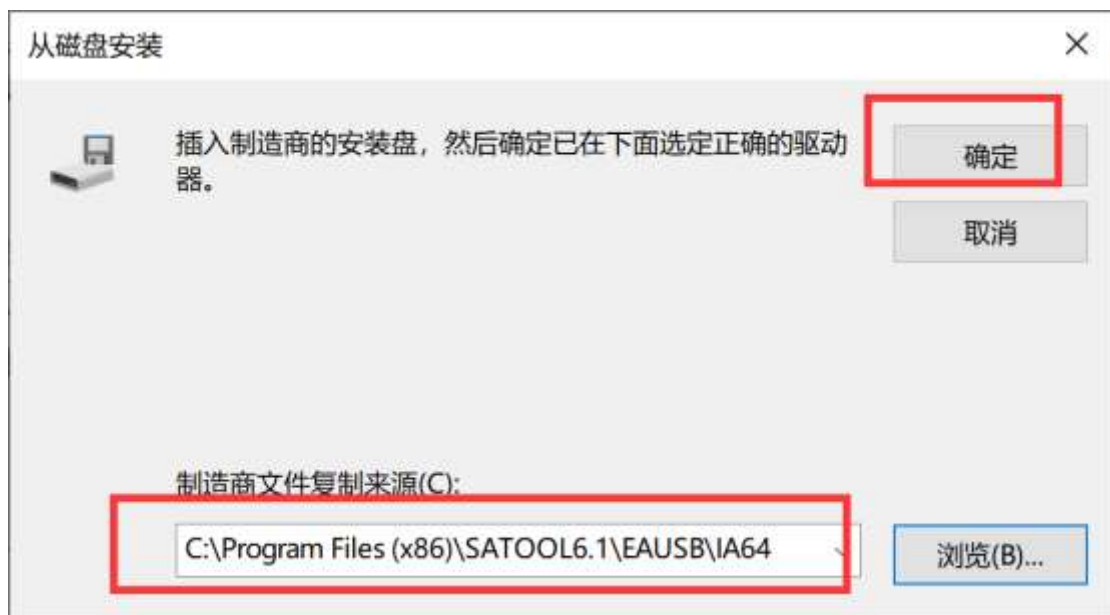 从磁盘安装
插入制造商的安装盘，然后确定已在下面选定正确的驱动
器。
确定
取消
制造商文件复制来源(C):
C:\Program Files (x86)\SATOOL6.1\EAUSB\IA64
浏览(B)...